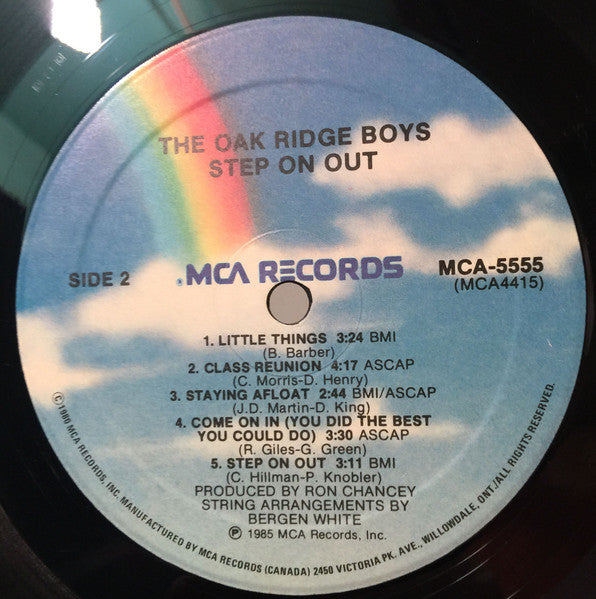 THE OAK RIDGE BOYS
STEP ON OUT
SIDE 2
®MCA RECORDS
MCA-5555
(MCA4415)
1. LITTLE THINGS 3:24 BMI
(B. Barber)
2. CLASS REUNION 4:17 ASCAP
(C. Morris-D. Henry)
3. STAYING AFLOAT 2:44 BMI/ASCAP
(J.D. Martin-D. King)
4. COME ON IN (YOU DID THE BEST
YOU COULD DO) 3:30 ASCAP
(R. Giles-G. Green)
5. STEP ON OUT 3:11 BMI
(C. Hillman-P. Knobler)
PRODUCED BY RON CHANCEY
STRING ARRANGEMENTS BY
BERGEN WHITE
℗ 1985 MCA Records, Inc.
©1980 MCA RECORDS, INC. MANUFACTURED BY MCA RECORDS (CANADA) 2450 VICTORIA PK. AVE., WILLOWDALE, ONT./ALL RIGHTS RESERVED.